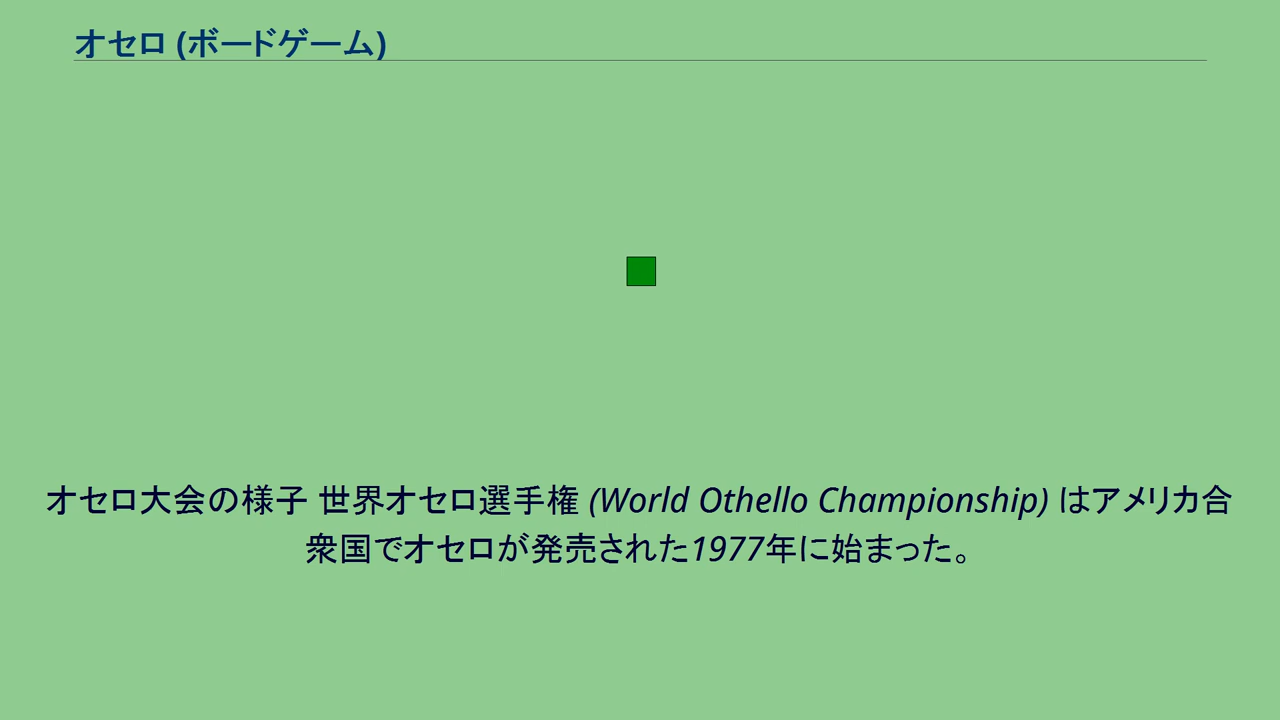 オセロ (ボードゲーム)
オセロ大会の様子 世界オセロ選手権 (World Othello Championship) はアメリカ合
衆国でオセロが発売された1977年に始まった。